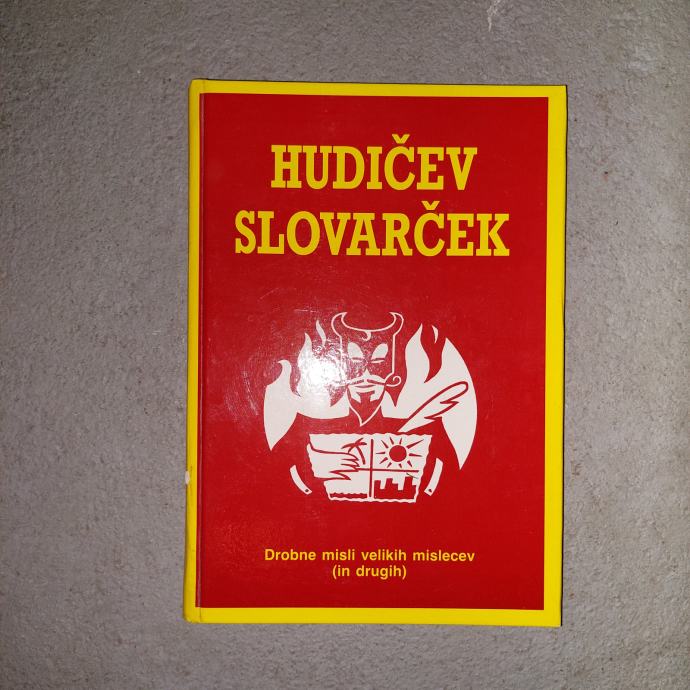 HUDIČEV
SLOVARČEK
Drobne misli velikih mislecev
(in drugih)